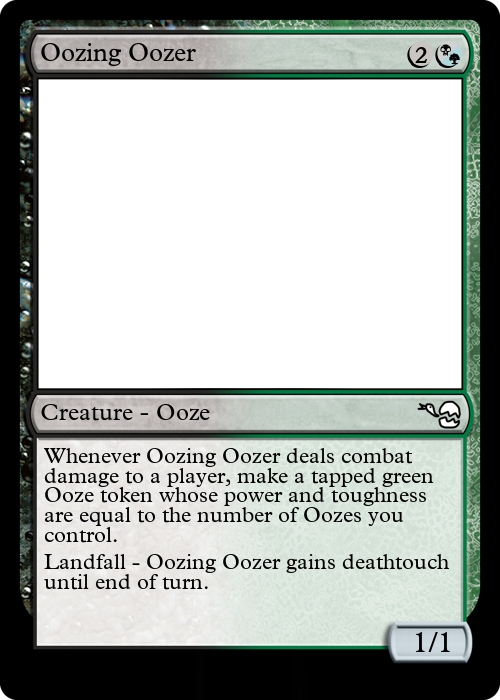 Oozing Oozer
2
Creature - Ooze
Whenever Oozing Oozer deals combat
damage to a player, make a tapped green
Ooze token whose power and toughness
are equal to the number of Oozes you
control.
Landfall - Oozing Oozer gains deathtouch
until end of turn.
1/1